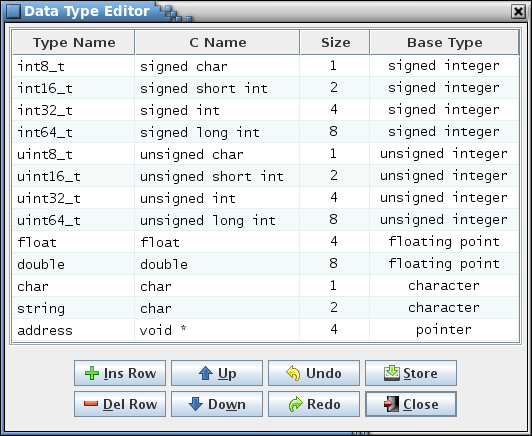 Data Type Editor
Type Name C Name Size Base Type
int8_t signed char 1 signed integer
int16_t signed short int 2 signed integer
int32_t signed int 4 signed integer
int64_t signed long int 8 signed integer
uint8_t unsigned char 1 unsigned integer
uint16_t unsigned short int 2 unsigned integer
uint32_t unsigned int 4 unsigned integer
uint64_t unsigned long int 8 unsigned integer
float float 4 floating point
double double 8 floating point
char char 1 character
string char 2 character
address void * 4 pointer
Ins Row Up Undo Store
Del Row Down Redo Close